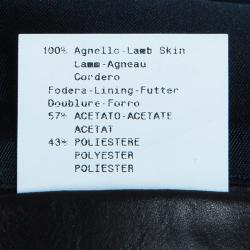 100% Agnello-Lamb Skin
Lamm-Agneau
Cordero
Fodera-Lining-Futter
Doublure-Forro
57% ACETATO-ACETATE
ACETAT
43% POLIESTERE
POLYESTER
POLIESTER